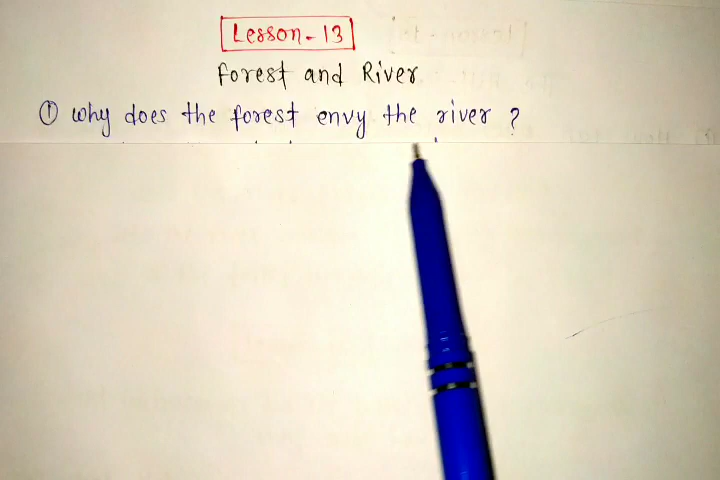 Lesson-13
Forest and River
① Why does the forest envy the river ?